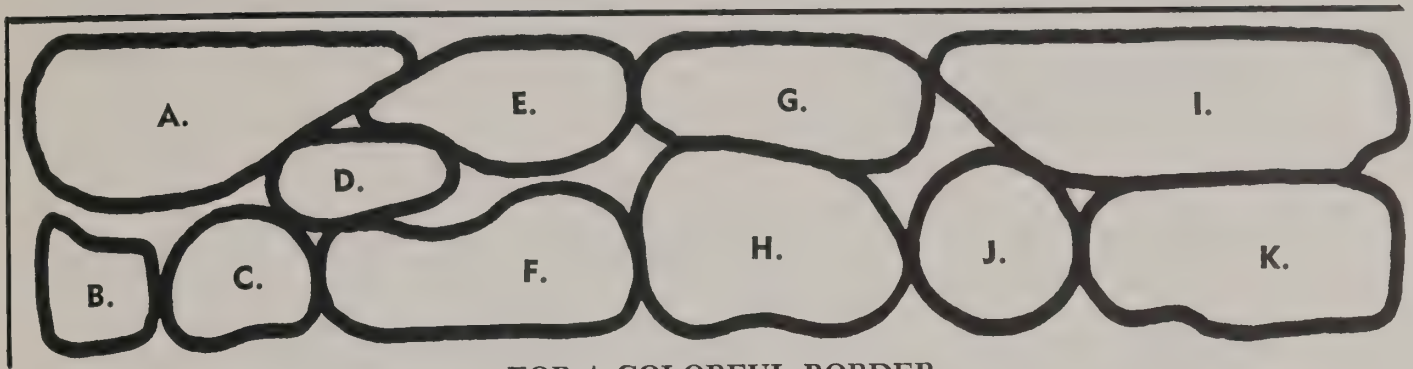 A.
E.
G.
I.
D.
B.
C.
F.
H.
J.
K.
FOR A COLORFUL BORDER